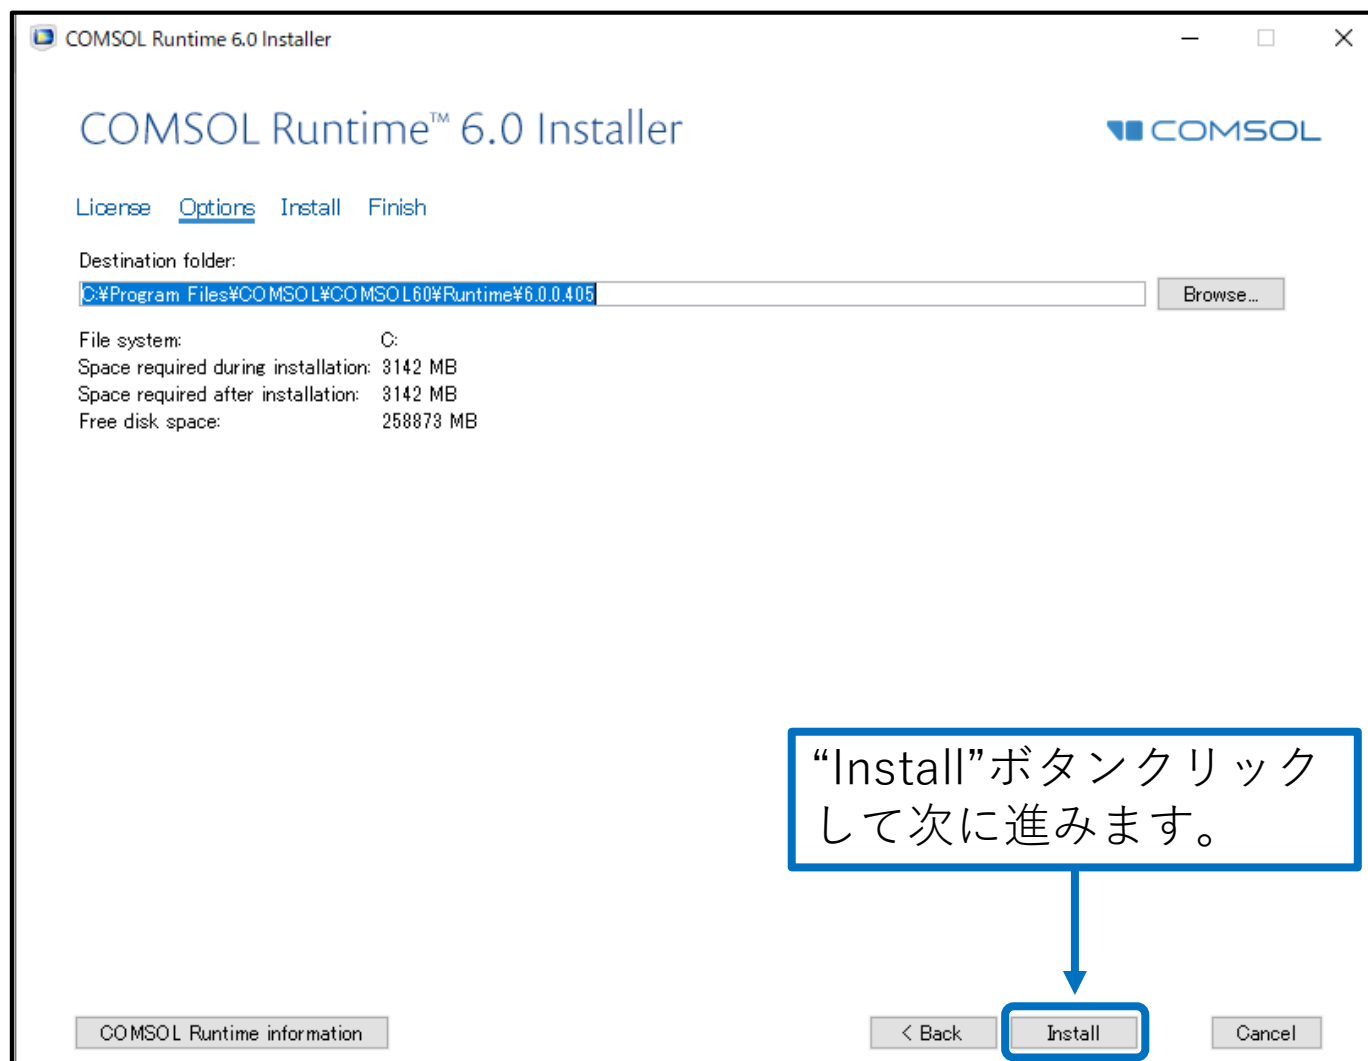 COMSOL Runtime 6.0 Installer
COMSOL Runtime™ 6.0 Installer
COMSOL
License Options Install Finish
Destination folder:
C:¥Program Files¥COMSOL¥COMSOL60¥Runtime¥6.0.0.405
Browse...
File system: C:
Space required during installation: 3142 MB
Space required after installation: 3142 MB
Free disk space: 258873 MB
“Install”ボタンクリック
して次に進みます。
COMSOL Runtime information
< Back
Install
Cancel